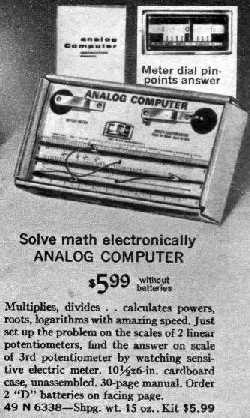 analog
Computer
Meter dial pin-
points answer
ANALOG COMPUTER
Solve math electronically
ANALOG COMPUTER
$5.99 without
batteries
Multiplies, divides . . calculates powers,
roots, logarithms with amazing speed. Just
set up the problem on the scales of 2 linear
potentiometers, find the answer on scale
of 3rd potentiometer by watching sensi-
tive electric meter. 10½x6-in. cardboard
case, unassembled. 30-page manual. Order
2 "D" batteries on facing page.
49 N 6338—Shpg. wt. 15 oz.. Kit $5.99